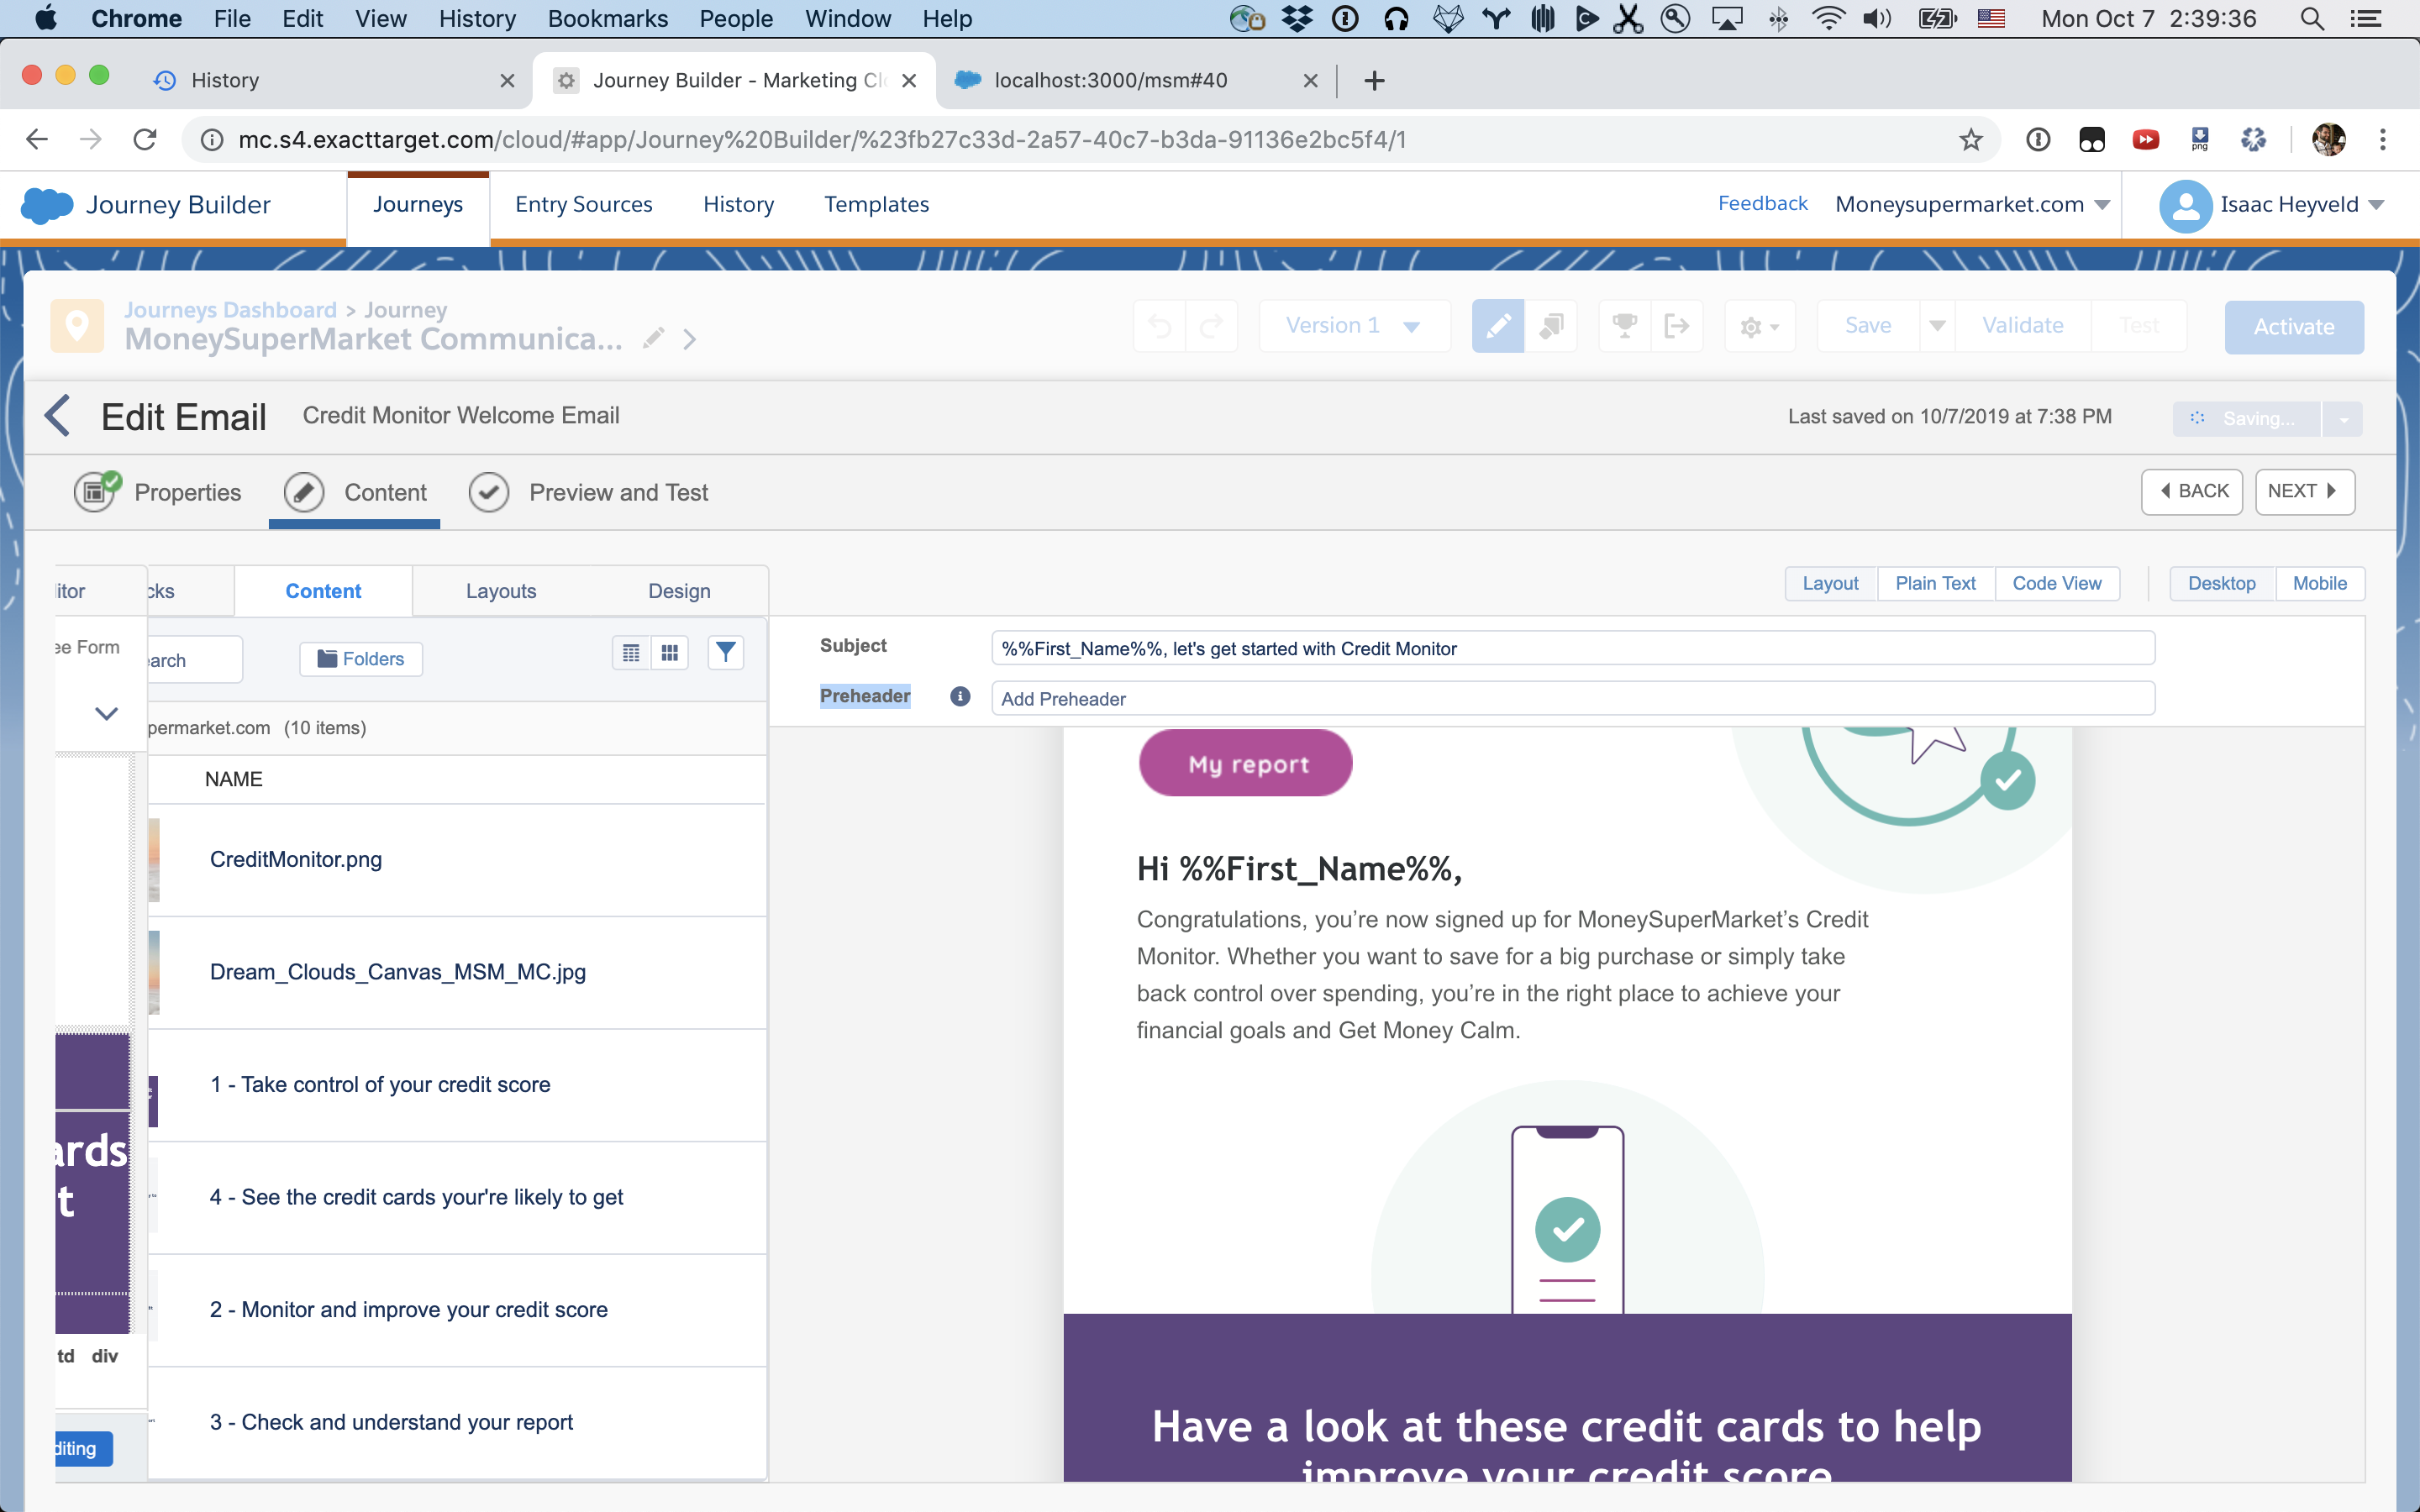 Chrome File Edit View History Bookmarks People Window Help Mon Oct 7 2:39:36
History
Journey Builder - Marketing Cl
localhost:3000/msm#40
mc.s4.exacttarget.com/cloud/#app/Journey%20Builder/%23fb27c33d-2a57-40c7-b3da-91136e2bc5f4/1
png
Journey Builder Journeys Entry Sources History Templates Feedback Moneysupermarket.com Isaac Heyveld
Journeys Dashboard > Journey
MoneySuperMarket Communica...
Version 1 Save Validate Test Activate
Edit Email Credit Monitor Welcome Email Last saved on 10/7/2019 at 7:38 PM Saving...
Properties Content Preview and Test BACK NEXT
itor cks Content Layouts Design Layout Plain Text Code View Desktop Mobile
ee Form
earch Folders
Subject %%First_Name%%, let's get started with Credit Monitor
Preheader Add Preheader
permarket.com (10 items)
NAME
CreditMonitor.png
Dream_Clouds_Canvas_MSM_MC.jpg
1 - Take control of your credit score
4 - See the credit cards your're likely to get
2 - Monitor and improve your credit score
3 - Check and understand your report
ards
t
td div
diting
My report
Hi %%First_Name%%,
Congratulations, you’re now signed up for MoneySuperMarket’s Credit
Monitor. Whether you want to save for a big purchase or simply take
back control over spending, you’re in the right place to achieve your
financial goals and Get Money Calm.
Have a look at these credit cards to help
improve your credit score